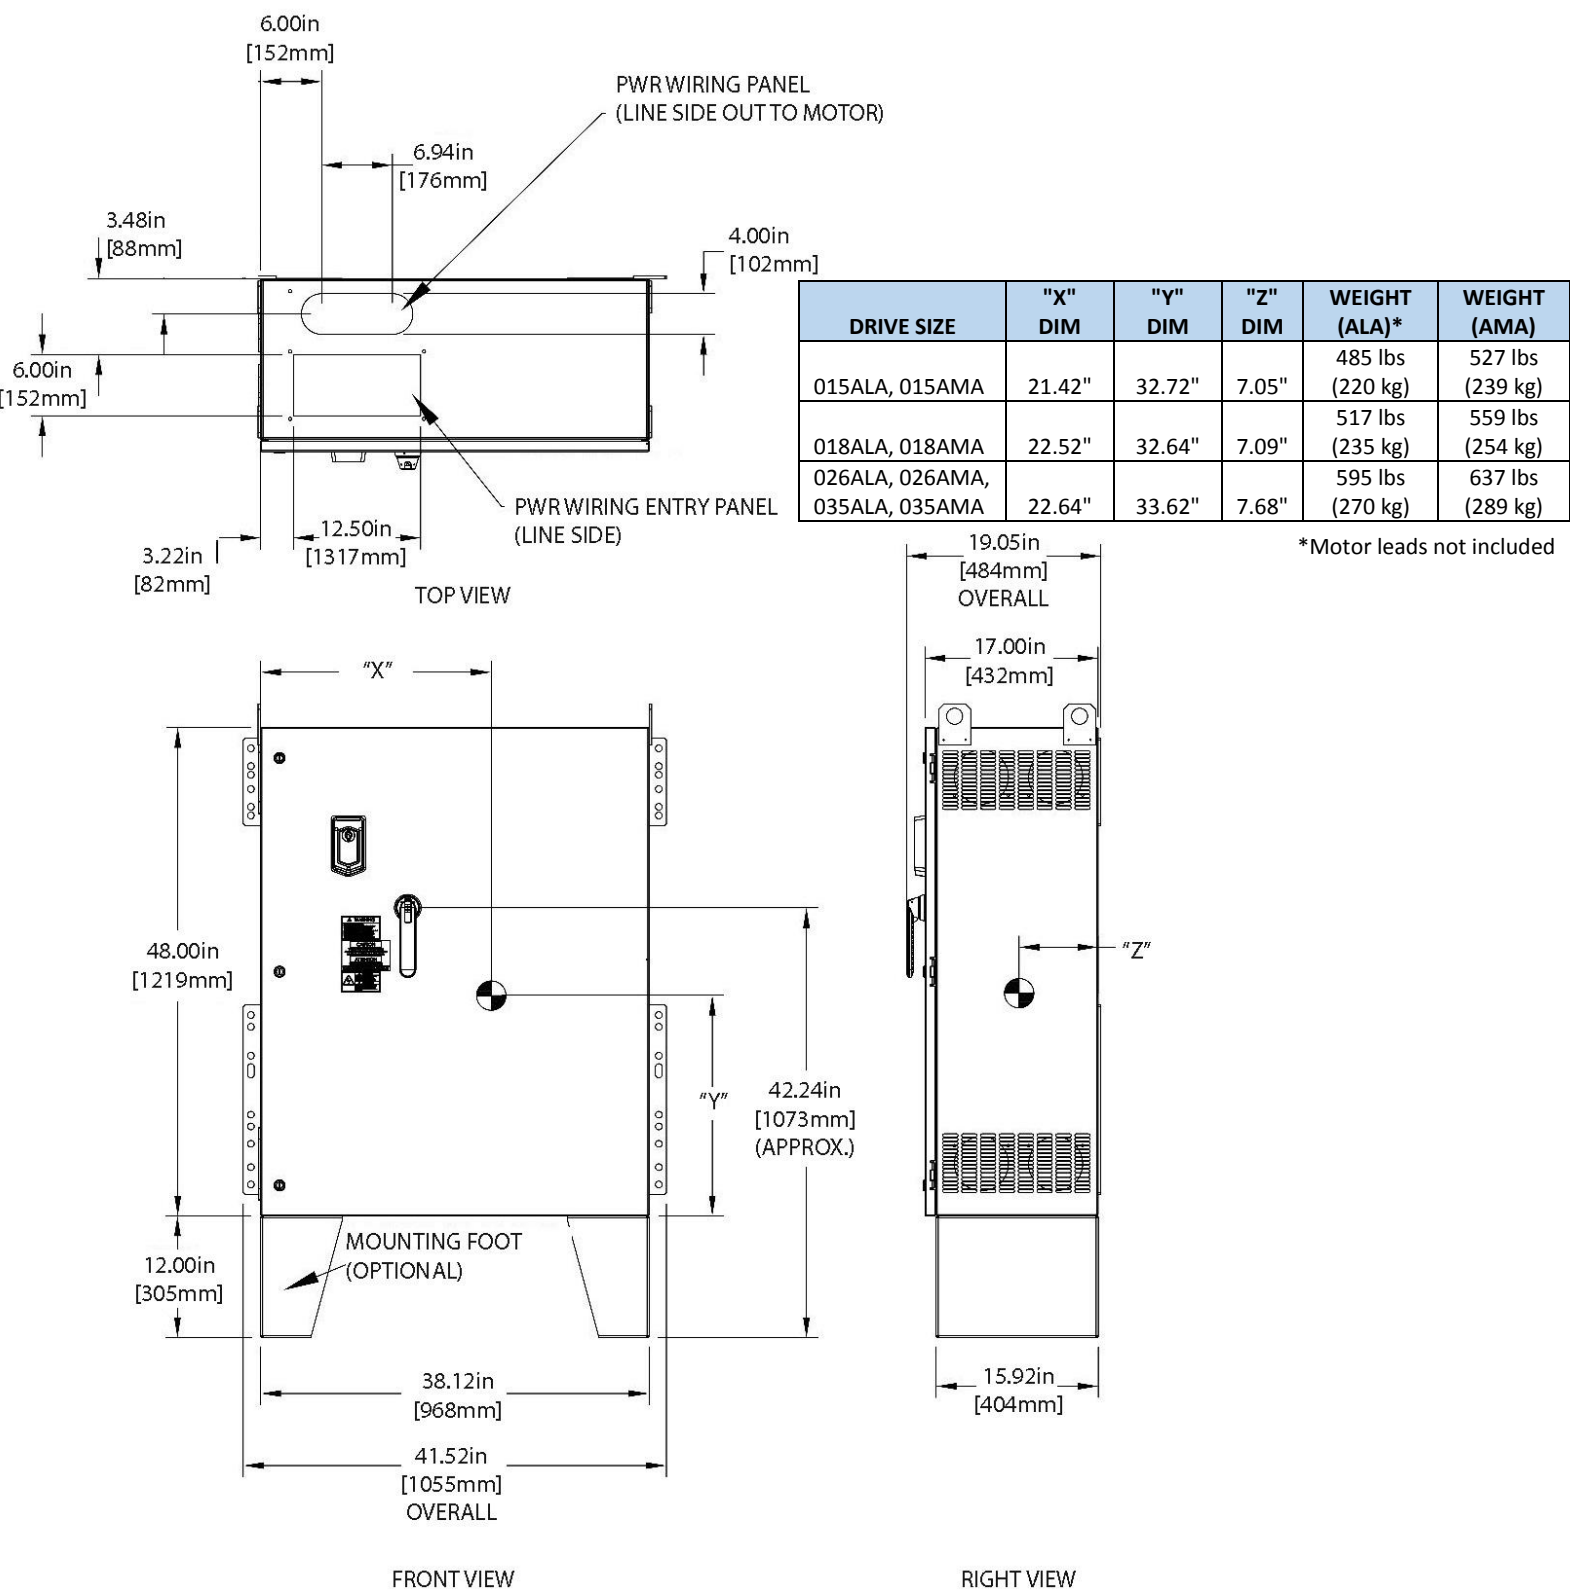 6.00in
[152mm]
PWR WIRING PANEL
(LINE SIDE OUT TO MOTOR)
6.94in
[176mm]
3.48in
[88mm]
4.00in
[102mm]
6.00in
[152mm]
PWR WIRING ENTRY PANEL
(LINE SIDE)
12.50in
[1317mm]
3.22in
[82mm]
TOP VIEW
"X" "Y" "Z" WEIGHT WEIGHT
DRIVE SIZE DIM DIM DIM (ALA)* (AMA)
485 lbs 527 lbs
015ALA, 015AMA 21.42" 32.72" 7.05" (220 kg) (239 kg)
517 lbs 559 lbs
018ALA, 018AMA 22.52" 32.64" 7.09" (235 kg) (254 kg)
026ALA, 026AMA, 595 lbs 637 lbs
035ALA, 035AMA 22.64" 33.62" 7.68" (270 kg) (289 kg)
*Motor leads not included
19.05in
[484mm]
OVERALL
17.00in
[432mm]
"X"
48.00in
[1219mm]
"Z"
"Y"
42.24in
[1073mm]
(APPROX.)
MOUNTING FOOT
(OPTIONAL)
12.00in
[305mm]
38.12in
[968mm]
15.92in
[404mm]
41.52in
[1055mm]
OVERALL
FRONT VIEW
RIGHT VIEW